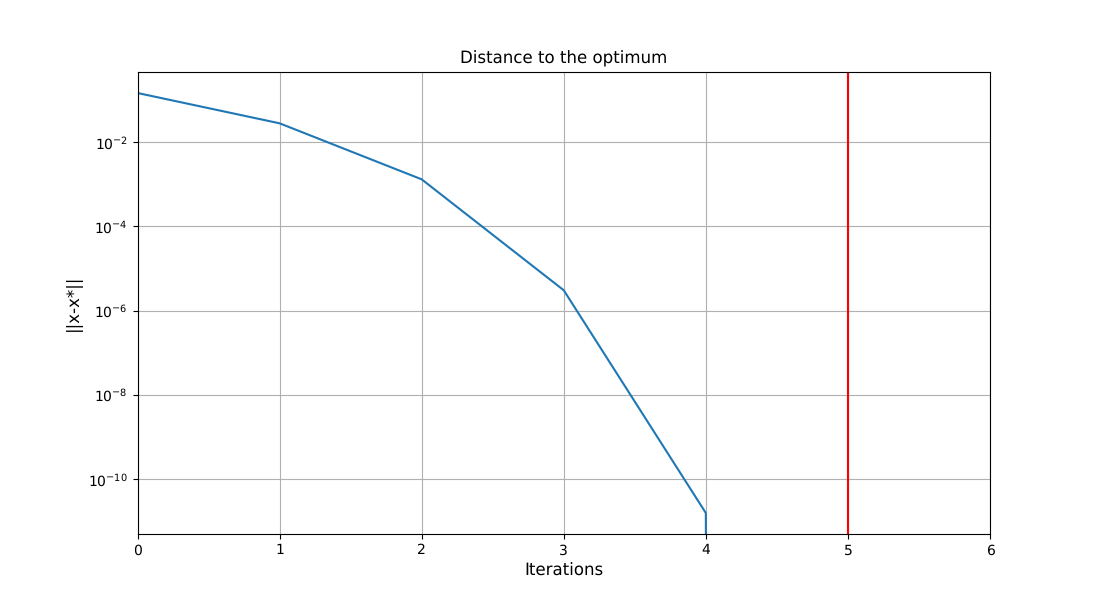 Distance to the optimum
10⁻²
10⁻⁴
10⁻⁶
10⁻⁸
10⁻¹⁰
||x-x*||
0 1 2 3 4 5 6
Iterations